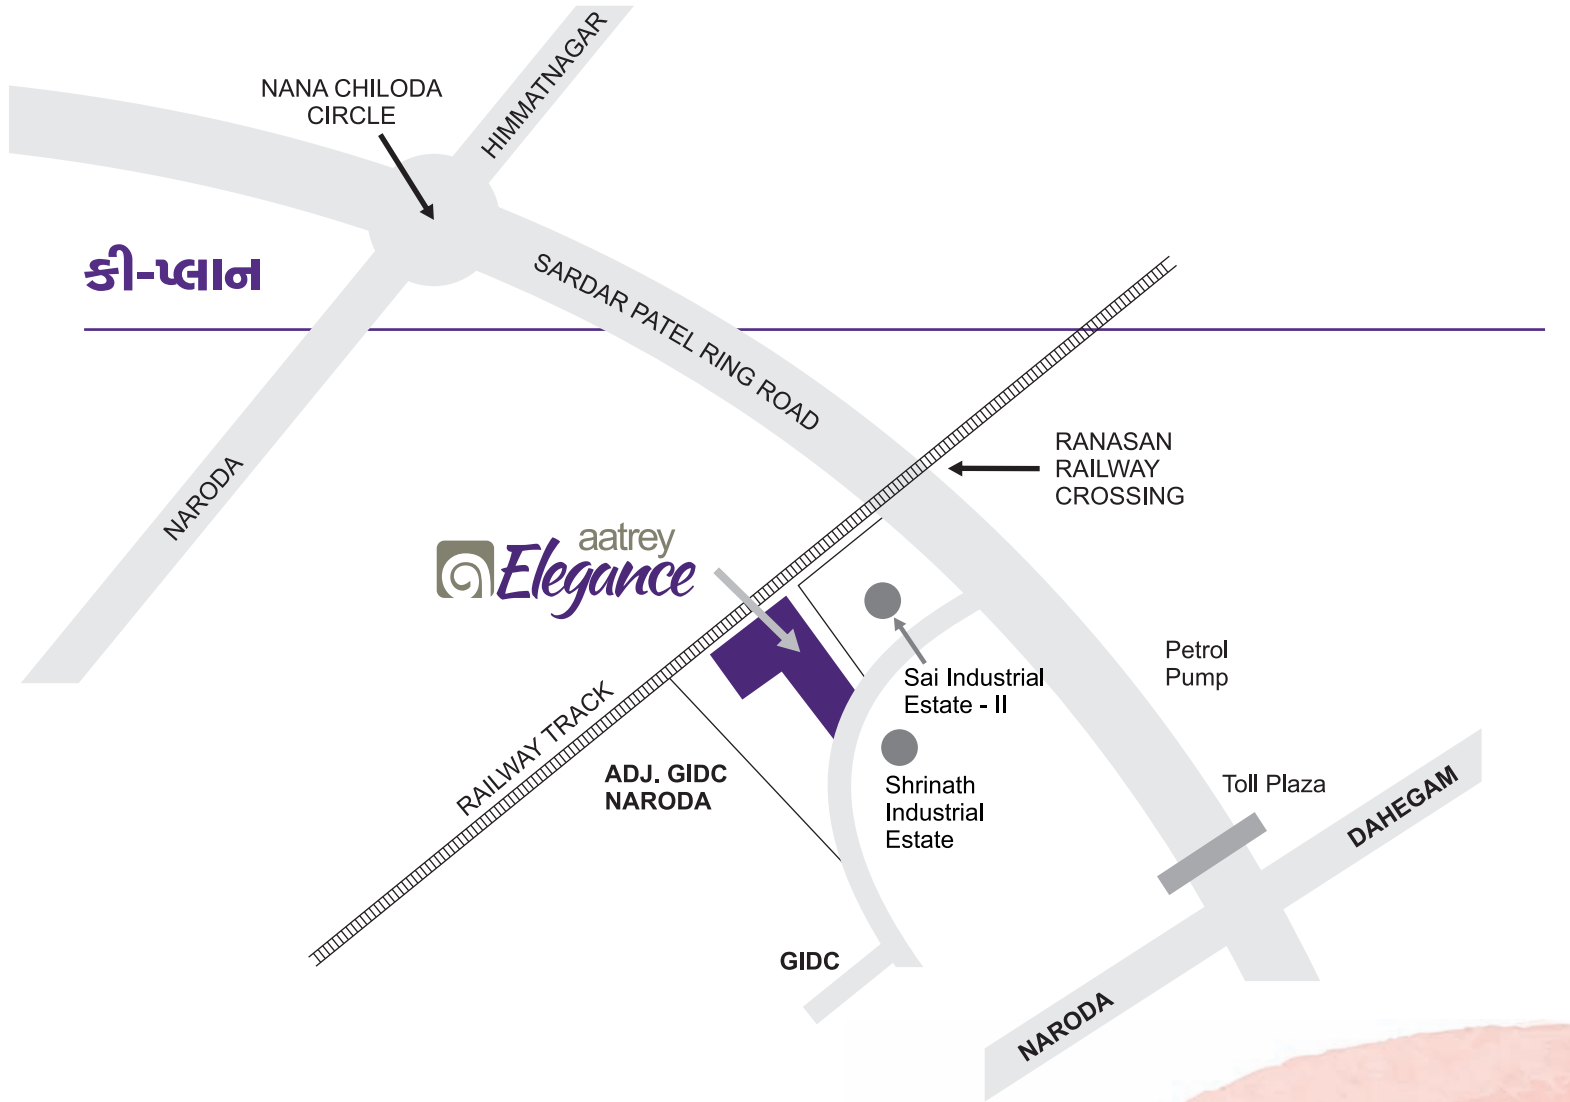 NANA CHILODA
CIRCLE
HIMMATNAGAR
કી-પ્લાન
SARDAR PATEL RING ROAD
NARODA
RANASAN
RAILWAY
CROSSING
aatrey
Elegance
Petrol
Pump
Sai Industrial
Estate - II
RAILWAY TRACK
ADJ. GIDC
NARODA
Shrinath
Industrial
Estate
Toll Plaza
DAHEGAM
GIDC
NARODA